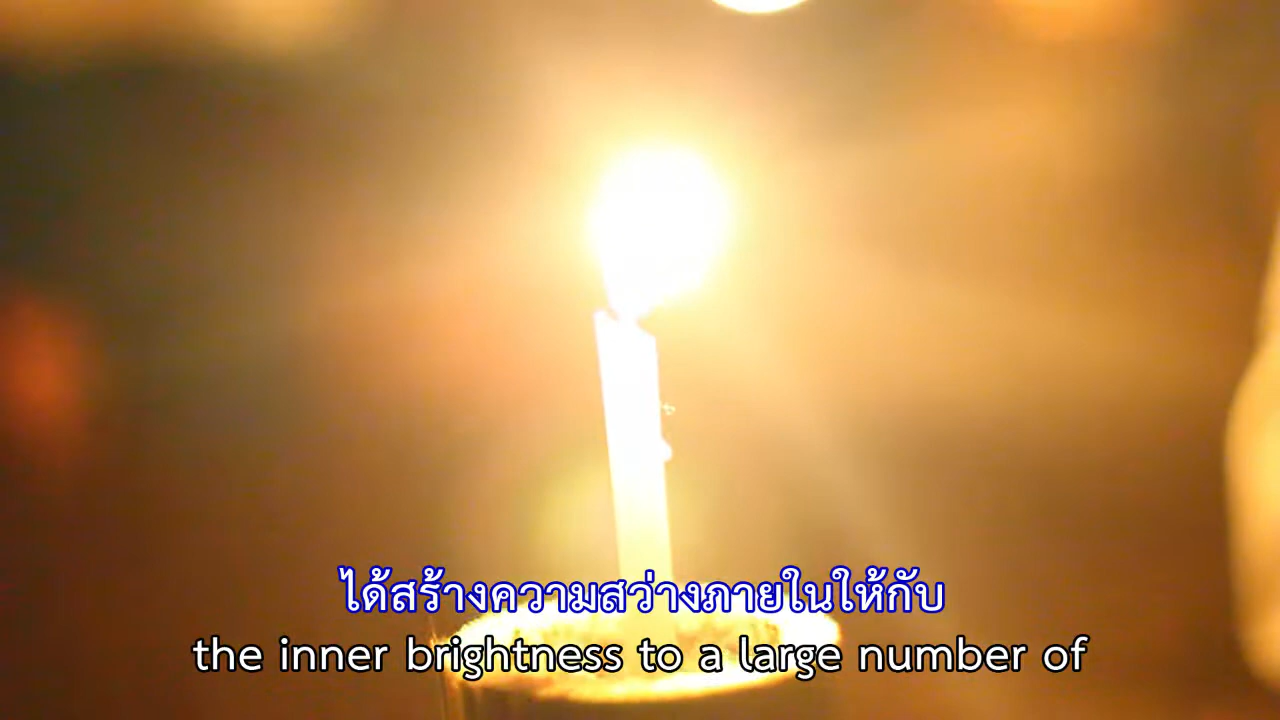 ได้สร้างความสว่างภายในให้กับ
the inner brightness to a large number of